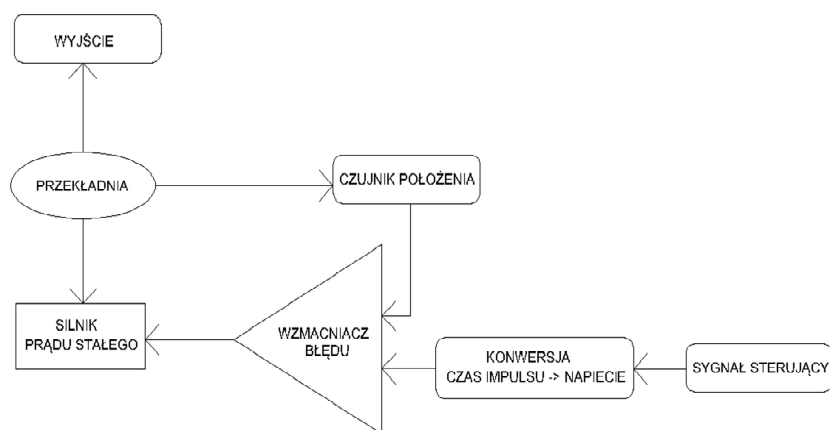 WYJŚCIE
PRZEKŁADNIA
CZUJNIK POŁOŻENIA
SILNIK
PRĄDU STAŁEGO
WZMACNIACZ
BŁĘDU
KONWERSJA
CZAS IMPULSU -> NAPIECIE
SYGNAŁ STERUJĄCY